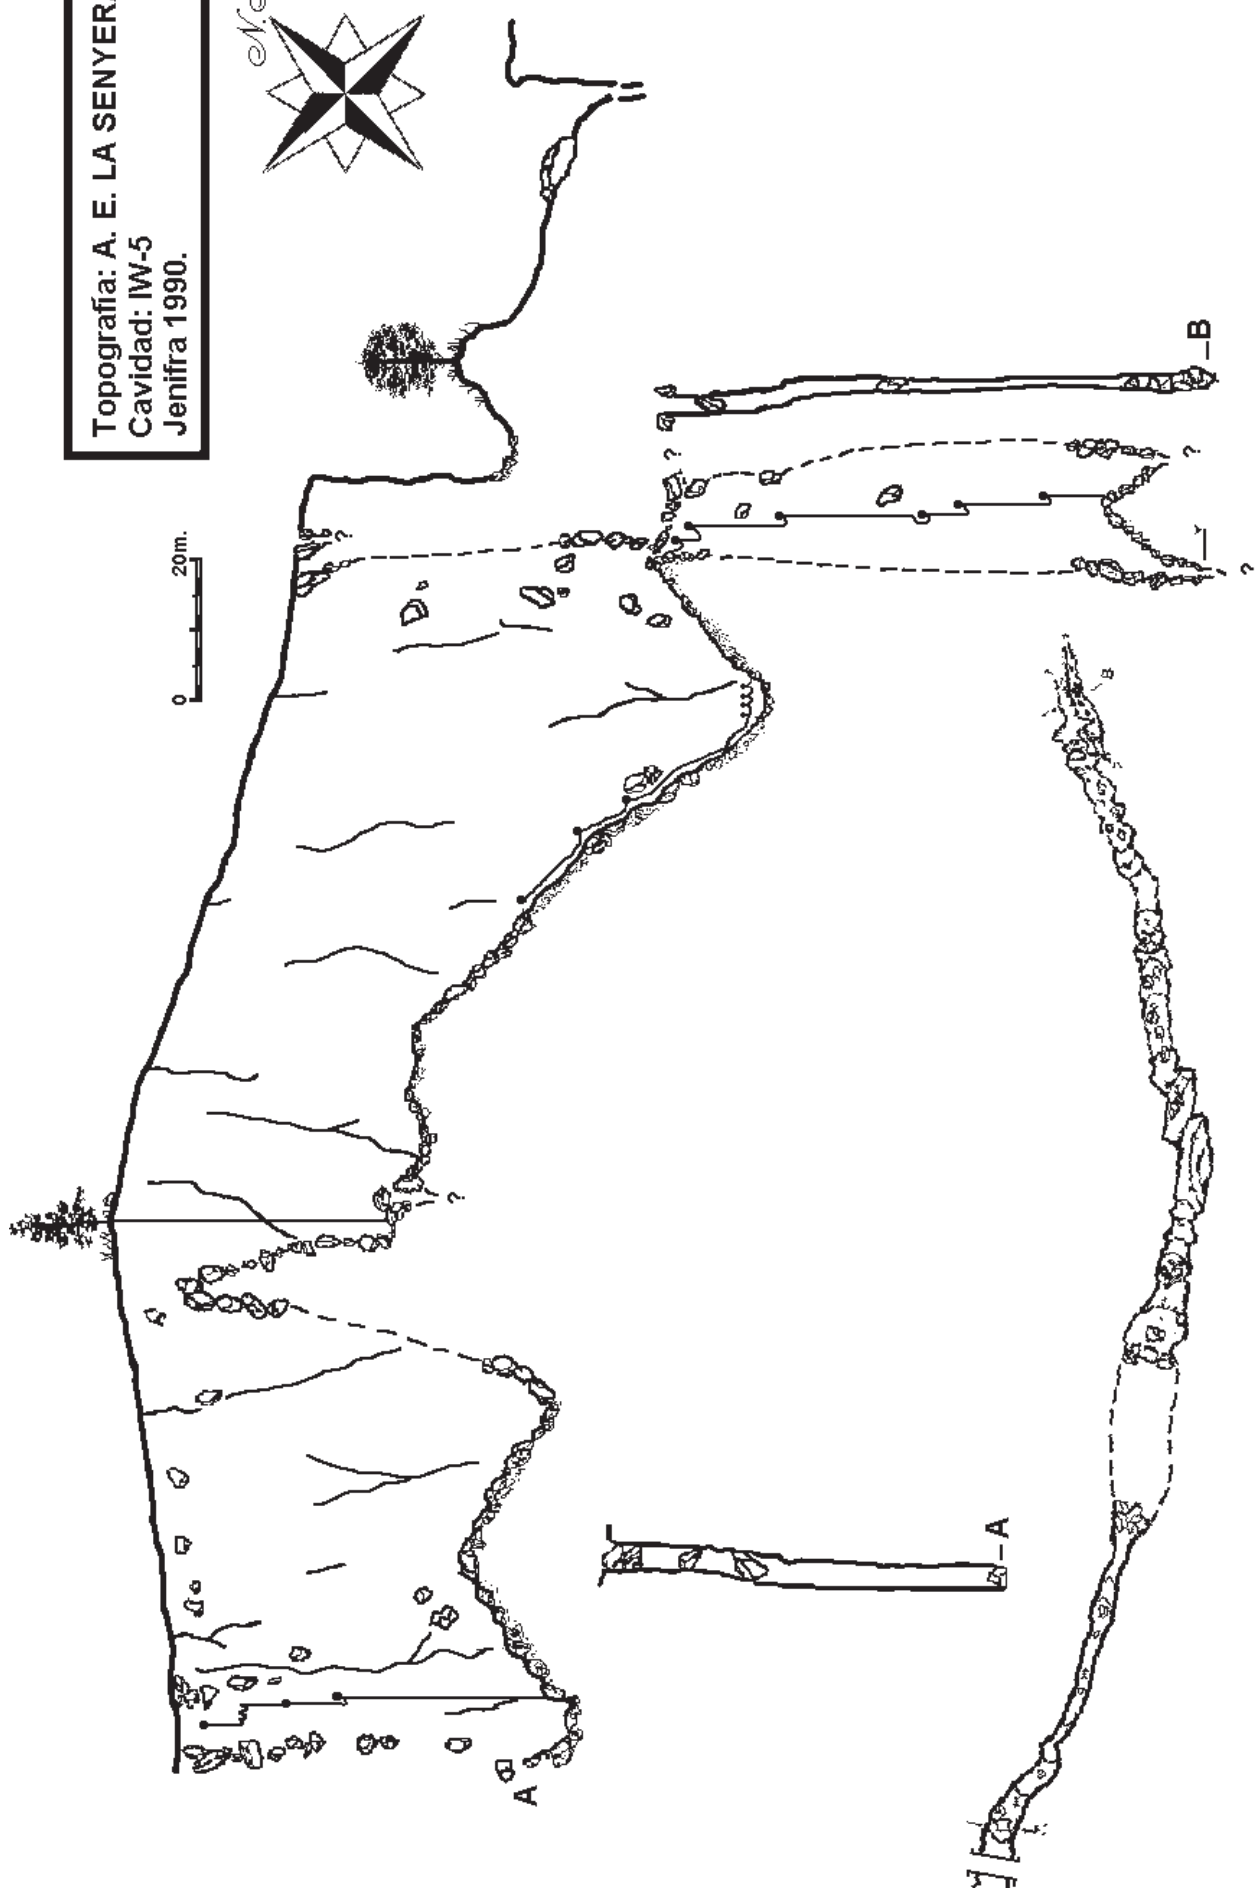 Topografía: A. E. LA SENYERA
Cavidad: IW-5
Jenifra 1990.
N.
0 20m.
?
?
?
?
?
?
A
A
B
B